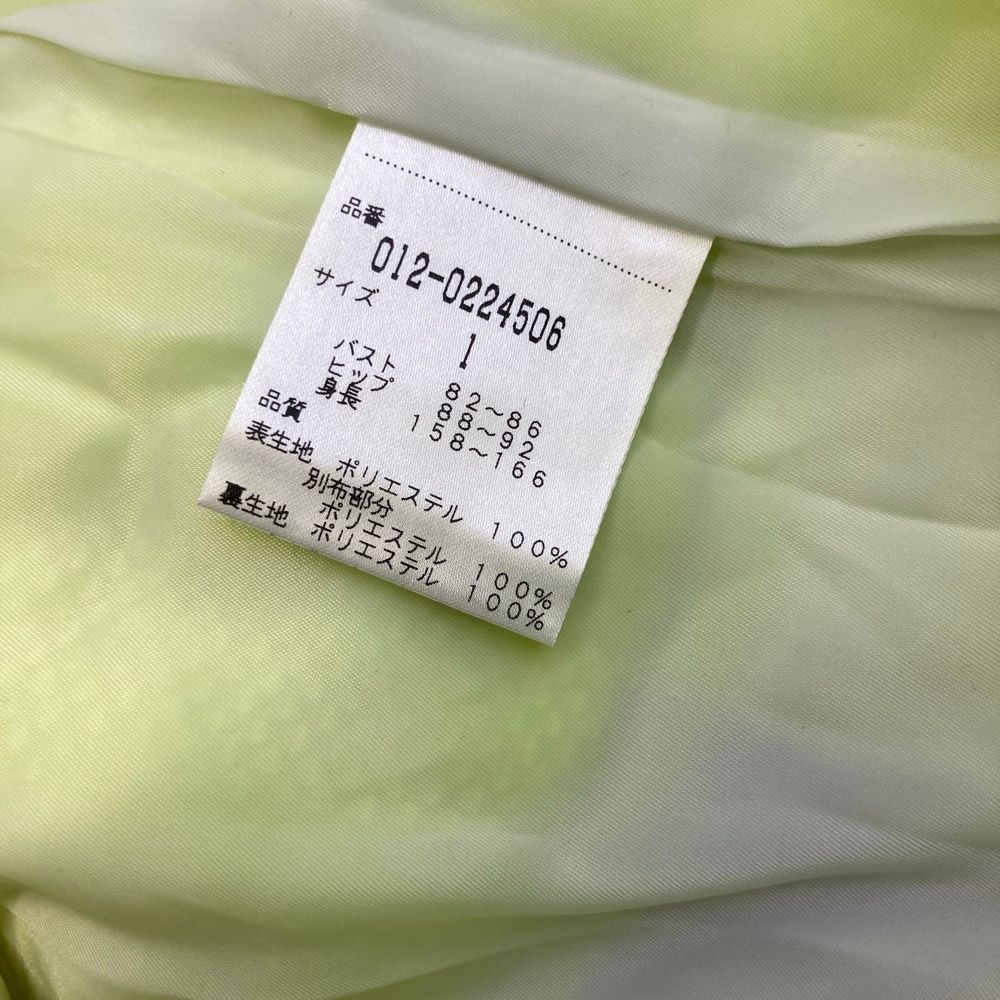 品番
012-0224506
サイズ 1
バスト 82~86
ヒップ 88~92
身長 158~166
品質
表生地 ポリエステル 100%
別布部分
ポリエステル 100%
裏生地 ポリエステル 100%